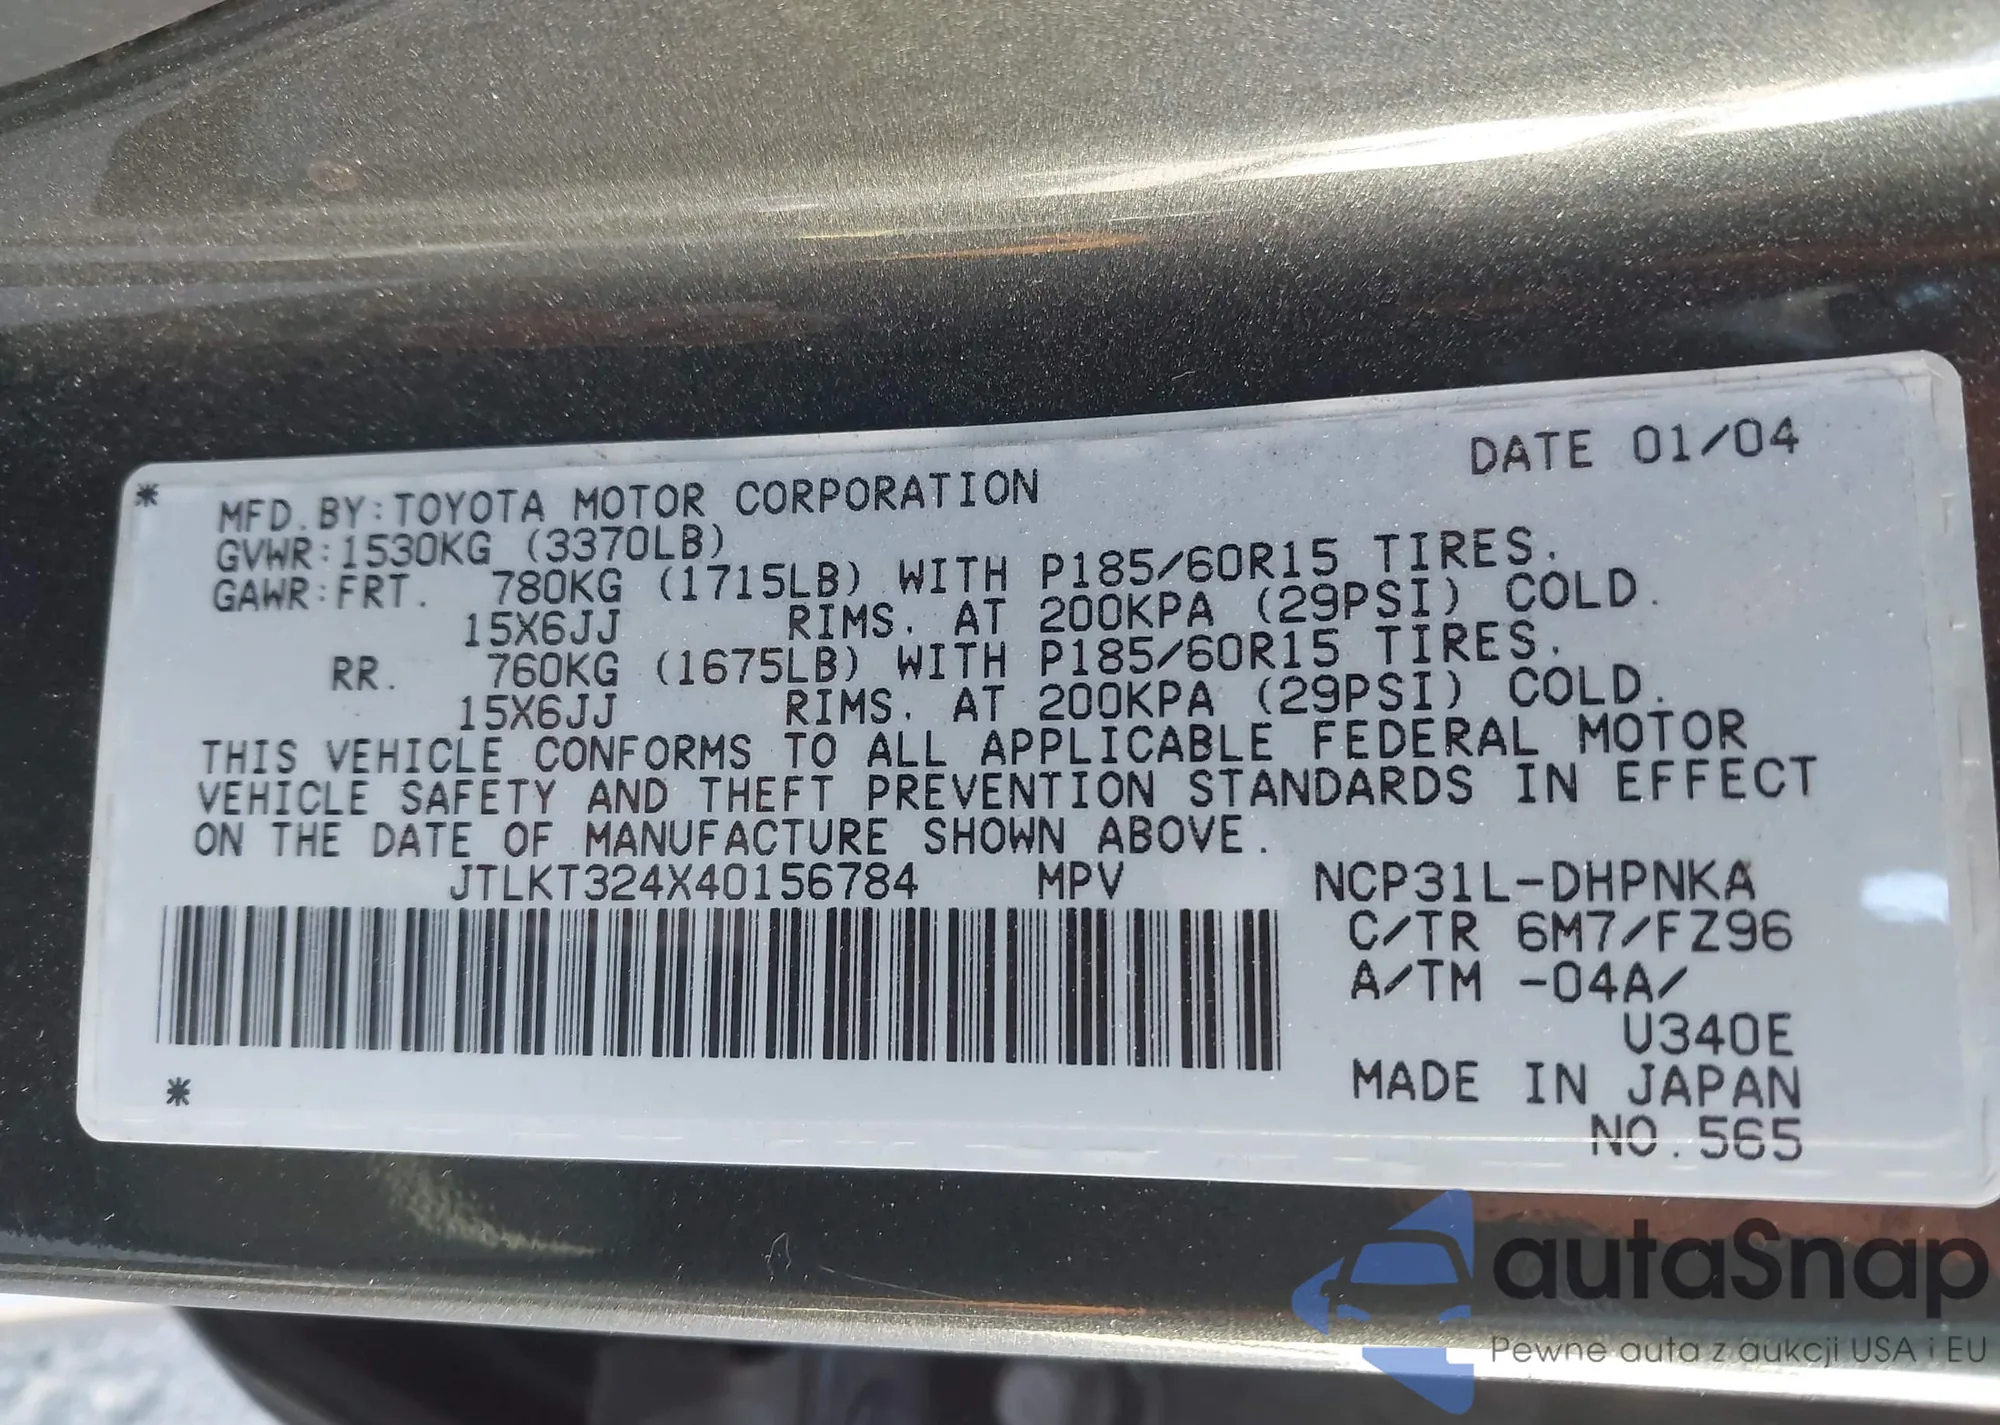 DATE 01/04
* MFD.BY:TOYOTA MOTOR CORPORATION
GVWR:1530KG (3370LB)
GAWR:FRT. 780KG (1715LB) WITH P185/60R15 TIRES.
15X6JJ RIMS. AT 200KPA (29PSI) COLD.
RR. 760KG (1675LB) WITH P185/60R15 TIRES.
15X6JJ RIMS. AT 200KPA (29PSI) COLD.
THIS VEHICLE CONFORMS TO ALL APPLICABLE FEDERAL MOTOR
VEHICLE SAFETY AND THEFT PREVENTION STANDARDS IN EFFECT
ON THE DATE OF MANUFACTURE SHOWN ABOVE.
JTLKT324X40156784 MPV NCP31L-DHPNKA
C/TR 6M7/FZ96
A/TM -04A/
U340E
* MADE IN JAPAN
NO.565
autaSnap
Pewne auta z aukcji USA i EU